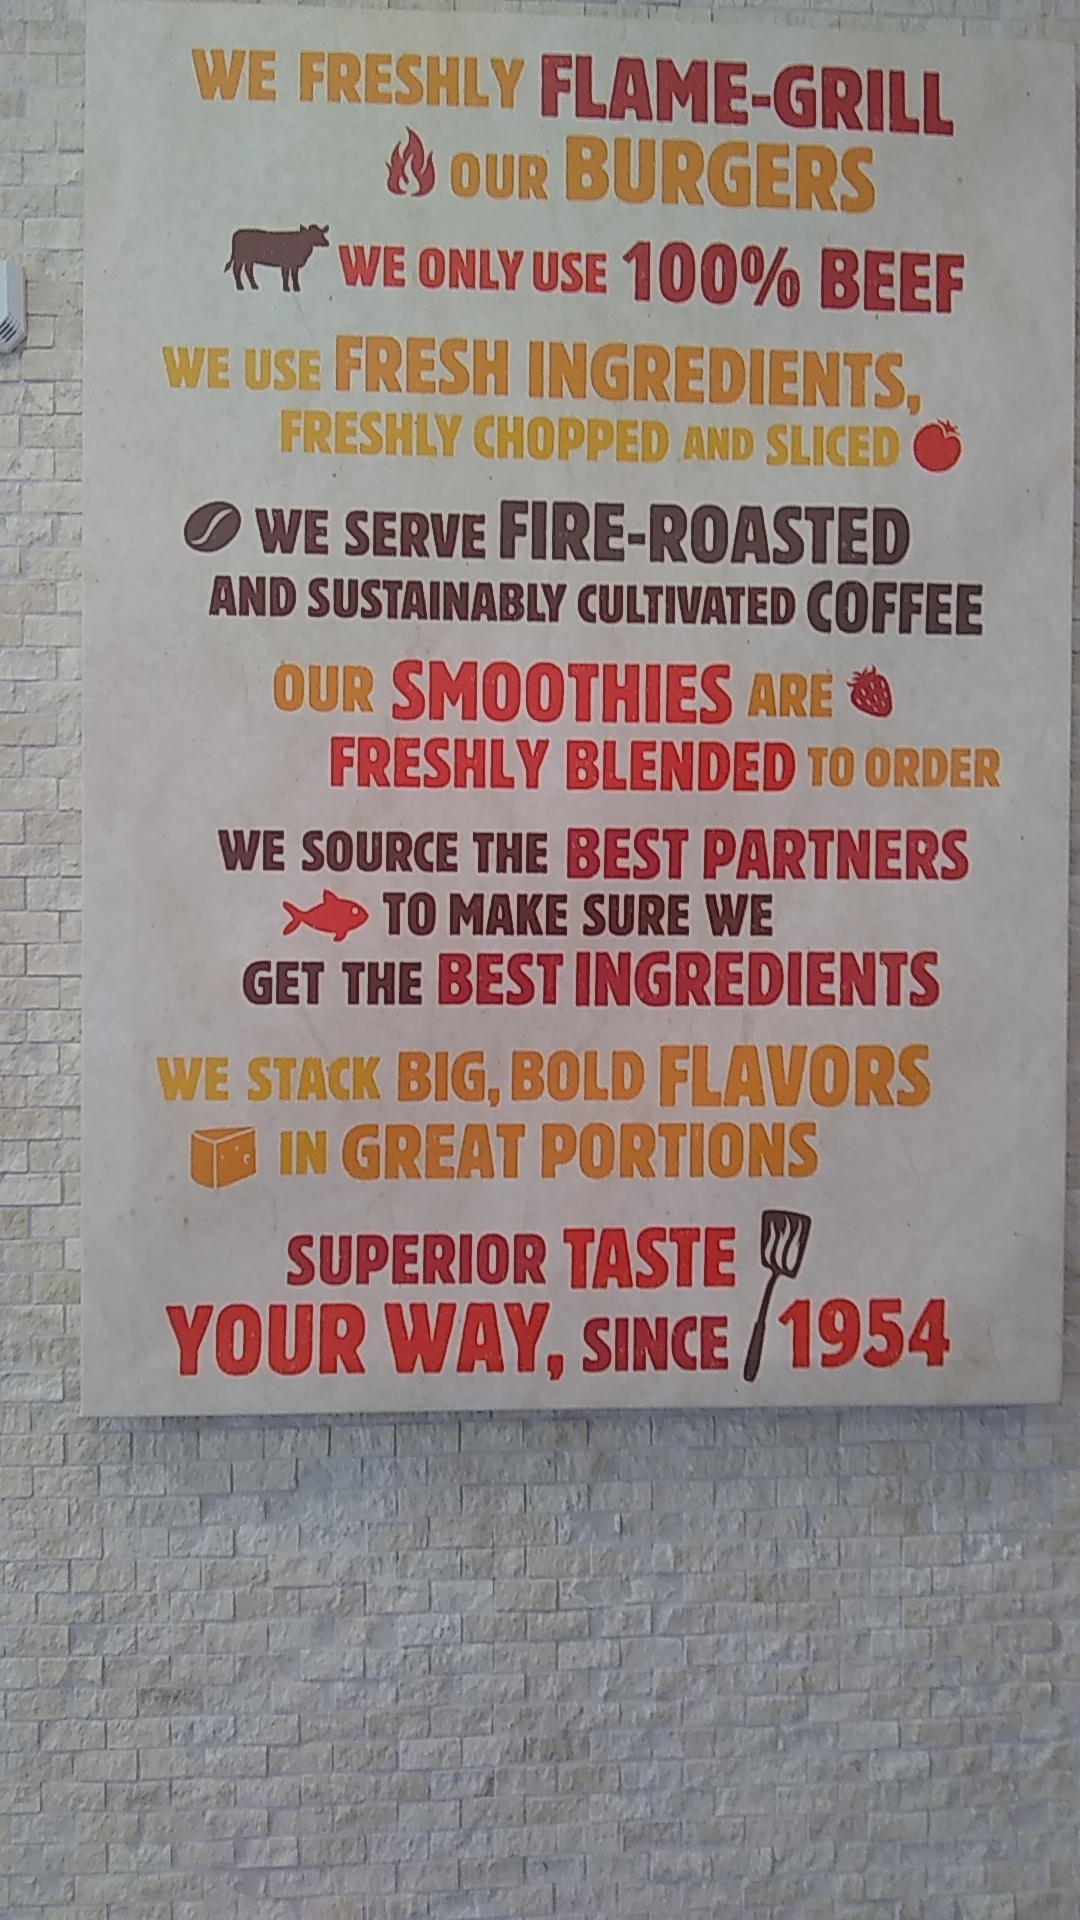 WE FRESHLY FLAME-GRILL
OUR BURGERS
WE ONLY USE 100% BEEF
WE USE FRESH INGREDIENTS,
FRESHLY CHOPPED AND SLICED
WE SERVE FIRE-ROASTED
AND SUSTAINABLY CULTIVATED COFFEE
OUR SMOOTHIES ARE
FRESHLY BLENDED TO ORDER
WE SOURCE THE BEST PARTNERS
TO MAKE SURE WE
GET THE BEST INGREDIENTS
WE STACK BIG, BOLD FLAVORS
IN GREAT PORTIONS
SUPERIOR TASTE
YOUR WAY, SINCE 1954